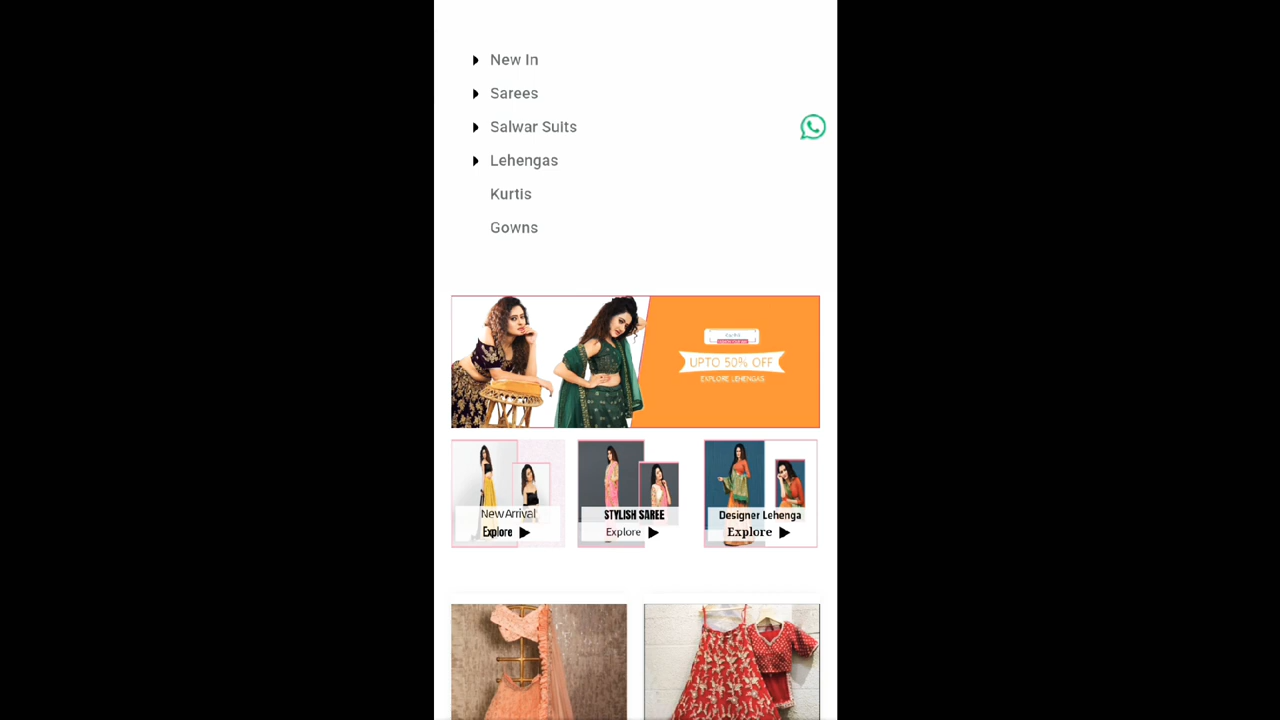 New In
Sarees
Salwar Suits
Lehengas
Kurtis
Gowns
UPTO 50% OFF
EXPLORE LEHENGAS
New Arrival
Explore
STYLISH SAREE
Explore
Designer Lehenga
Explore